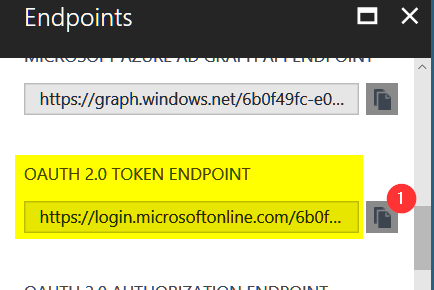 Endpoints
MICROSOFT AZURE AD GRAPH API ENDPOINT
https://graph.windows.net/6b0f49fc-e0...
OAUTH 2.0 TOKEN ENDPOINT
1
https://login.microsoftonline.com/6b0f...
OAUTH 2.0 AUTHORIZATION ENDPOINT